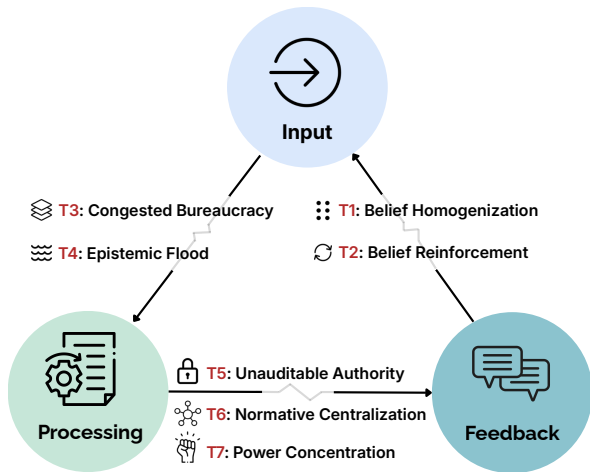 Input
T3: Congested Bureaucracy
T1: Belief Homogenization
T4: Epistemic Flood
T2: Belief Reinforcement
T5: Unauditable Authority
T6: Normative Centralization
T7: Power Concentration
Processing
Feedback